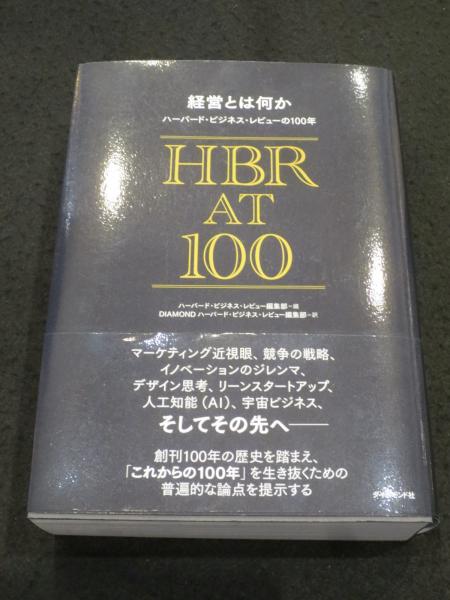 経営とは何か
ハーバード・ビジネス・レビューの100年
HBR
AT
100
ハーバード・ビジネス・レビュー編集部=編
DIAMOND ハーバード・ビジネス・レビュー編集部=訳
マーケティング近視眼、競争の戦略、
イノベーションのジレンマ、
デザイン思考、リーンスタートアップ、
人工知能（AI）、宇宙ビジネス、
そしてその先へ――
創刊100年の歴史を踏まえ、
「これからの100年」を生き抜くための
普遍的な論点を提示する
ダイヤモンド社